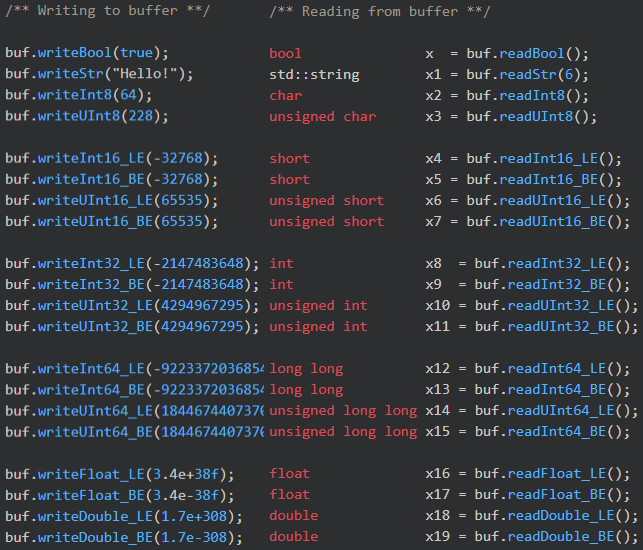 /** Writing to buffer **/ /** Reading from buffer **/
buf.writeBool(true); bool x = buf.readBool();
buf.writeStr("Hello!"); std::string x1 = buf.readStr(6);
buf.writeInt8(64); char x2 = buf.readInt8();
buf.writeUInt8(228); unsigned char x3 = buf.readUInt8();
buf.writeInt16_LE(-32768); short x4 = buf.readInt16_LE();
buf.writeInt16_BE(-32768); short x5 = buf.readInt16_BE();
buf.writeUInt16_LE(65535); unsigned short x6 = buf.readUInt16_LE();
buf.writeUInt16_BE(65535); unsigned short x7 = buf.readUInt16_BE();
buf.writeInt32_LE(-2147483648); int x8 = buf.readInt32_LE();
buf.writeInt32_BE(-2147483648); int x9 = buf.readInt32_BE();
buf.writeUInt32_LE(4294967295); unsigned int x10 = buf.readUInt32_LE();
buf.writeUInt32_BE(4294967295); unsigned int x11 = buf.readUInt32_BE();
buf.writeInt64_LE(-9223372036854 long long x12 = buf.readInt64_LE();
buf.writeInt64_BE(-9223372036854 long long x13 = buf.readInt64_BE();
buf.writeUInt64_LE(1844674407370 unsigned long long x14 = buf.readUInt64_LE();
buf.writeUInt64_BE(1844674407370 unsigned long long x15 = buf.readInt64_BE();
buf.writeFloat_LE(3.4e+38f); float x16 = buf.readFloat_LE();
buf.writeFloat_BE(3.4e-38f); float x17 = buf.readFloat_BE();
buf.writeDouble_LE(1.7e+308); double x18 = buf.readDouble_LE();
buf.writeDouble_BE(1.7e-308); double x19 = buf.readDouble_BE();